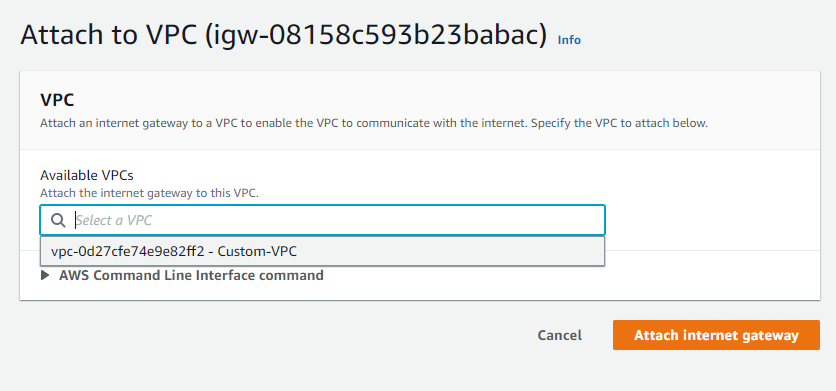 Attach to VPC (igw-08158c593b23babac) Info
VPC
Attach an internet gateway to a VPC to enable the VPC to communicate with the internet. Specify the VPC to attach below.
Available VPCs
Attach the internet gateway to this VPC.
Select a VPC
vpc-0d27cfe74e9e82ff2 - Custom-VPC
AWS Command Line Interface command
Cancel Attach internet gateway